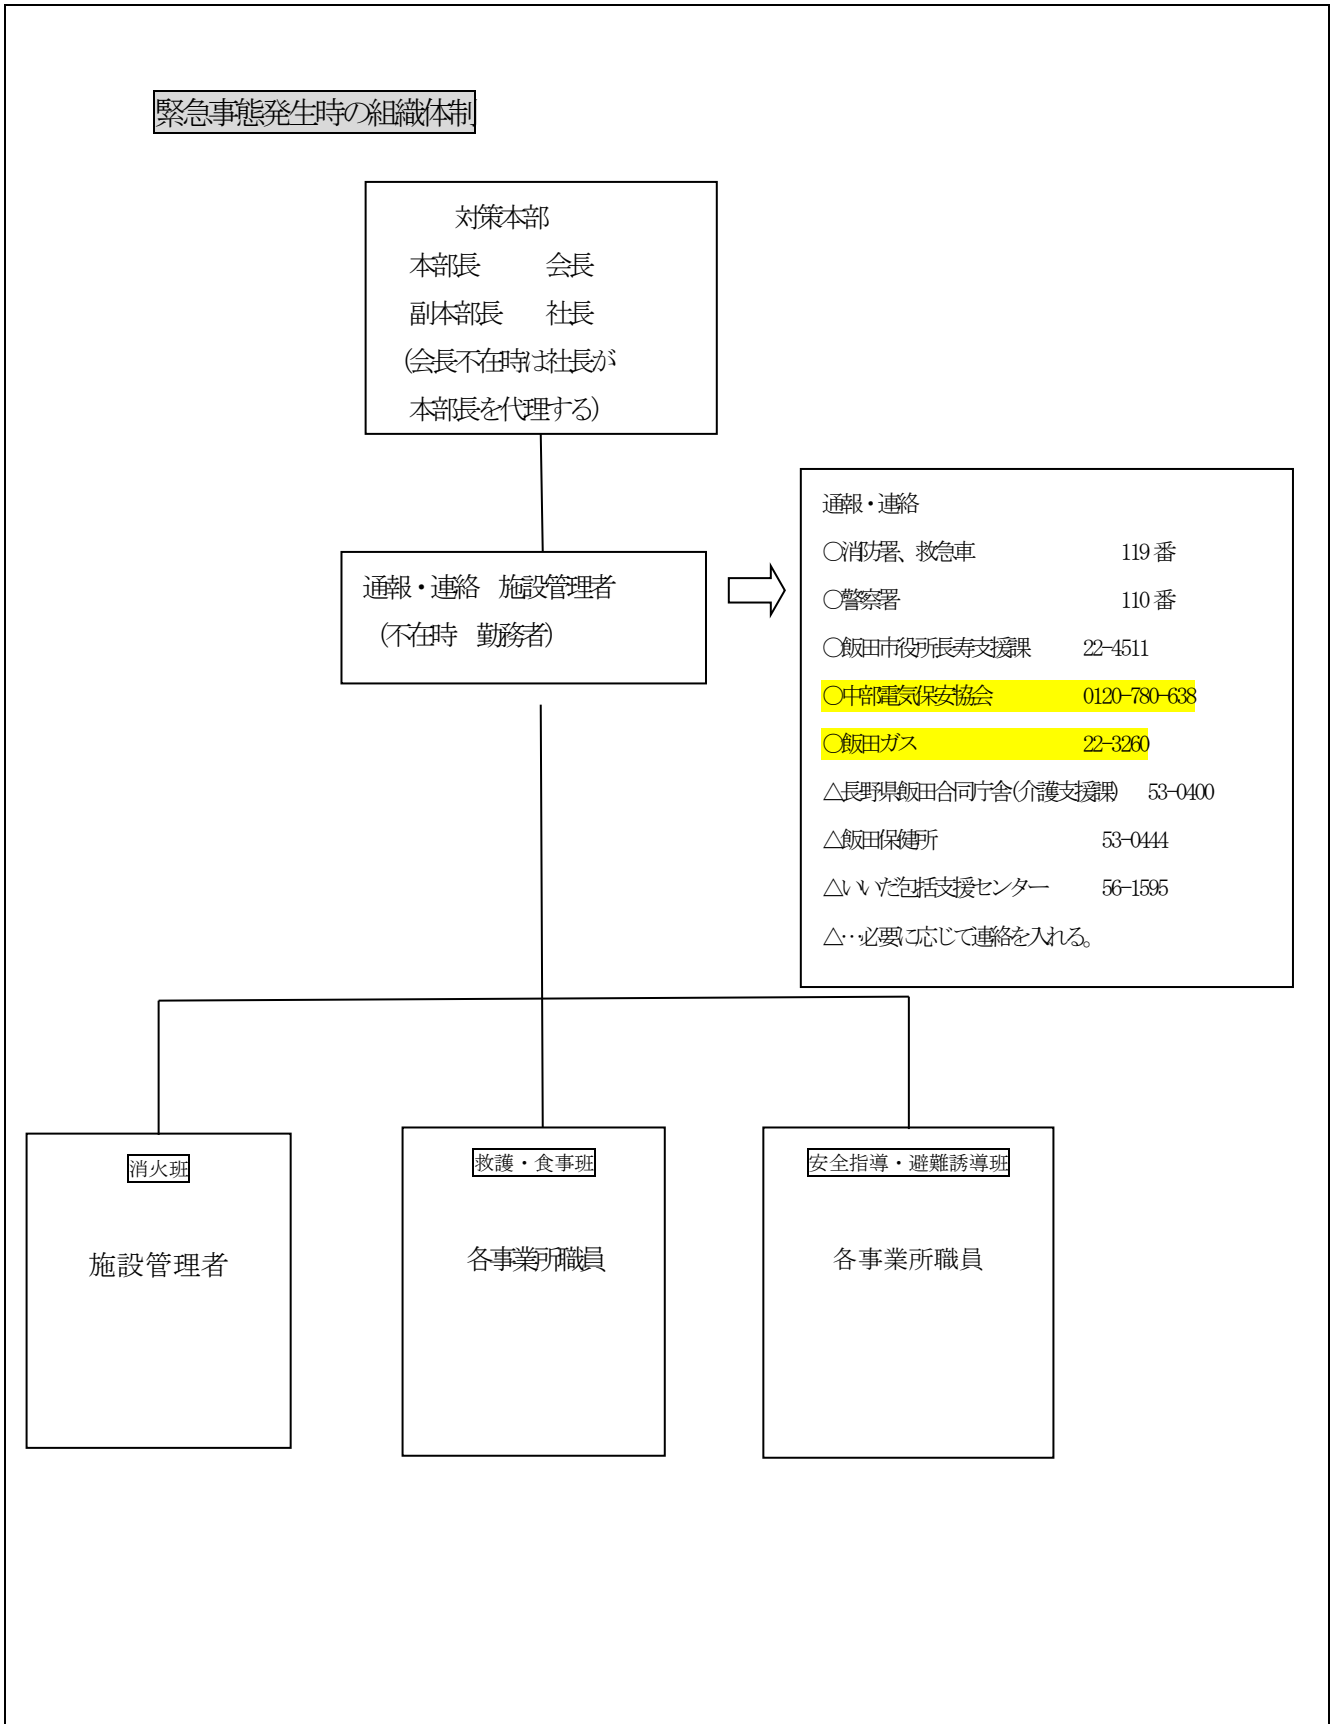 緊急事態発生時の組織体制
対策本部
本部長　　　会長
副本部長　　社長
(会長不在時は社長が
本部長を代理する)
通報・連絡　施設管理者
(不在時　勤務者)
通報・連絡
○消防署、救急車　　　　　　　　119番
○警察署　　　　　　　　　　　　110番
○飯田市役所長寿支援課　　　22-4511
○中部電気保安協会　　　　　0120-780-638
○飯田ガス　　　　　　　　　22-3260
△長野県飯田合同庁舎(介護支援課)　53-0400
△飯田保健所　　　　　　　　　53-0444
△いいだ包括支援センター　　　56-1595
△…必要に応じて連絡を入れる。
消火班
施設管理者
救護・食事班
各事業所職員
安全指導・避難誘導班
各事業所職員